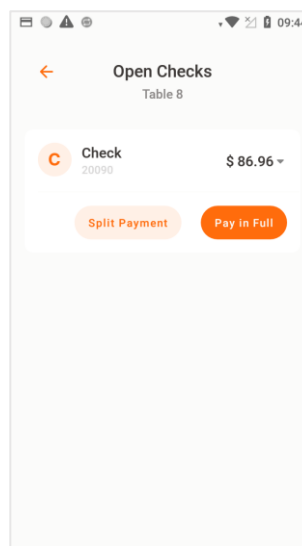 09:44
Open Checks
Table 8
C
Check
$ 86.96
20090
Split Payment
Pay in Full